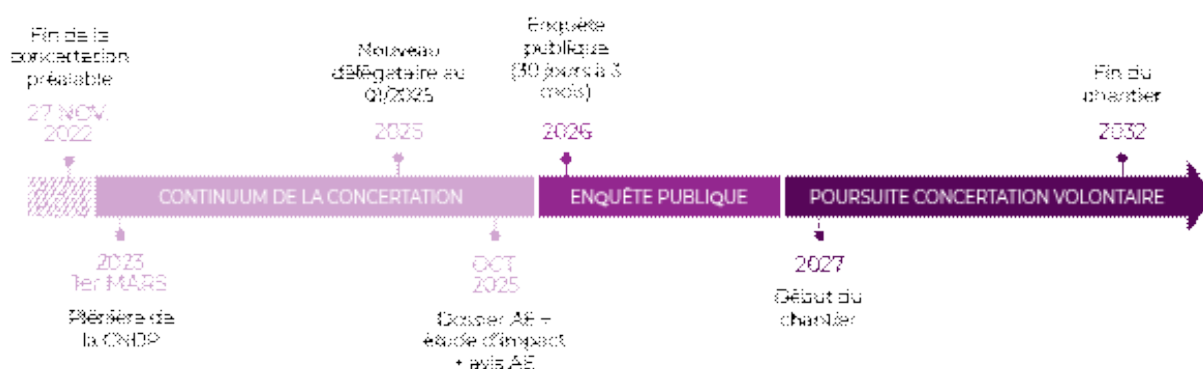 Fin de la
concertation
préalable
27 NOV.
2022
Nouveau
délégataire au
01/2025
2025
Enquête
publique
(30 jours à 3
mois)
2026
Fin du
chantier
2032
CONTINUUM DE LA CONCERTATION
ENQUÊTE PUBLIQUE
POURSUITE CONCERTATION VOLONTAIRE
2023
1er MARS
Plénière de
la CNDP
OCT
2025
Dossier AE +
étude d'impact
+ avis AE
2027
Début du
chantier